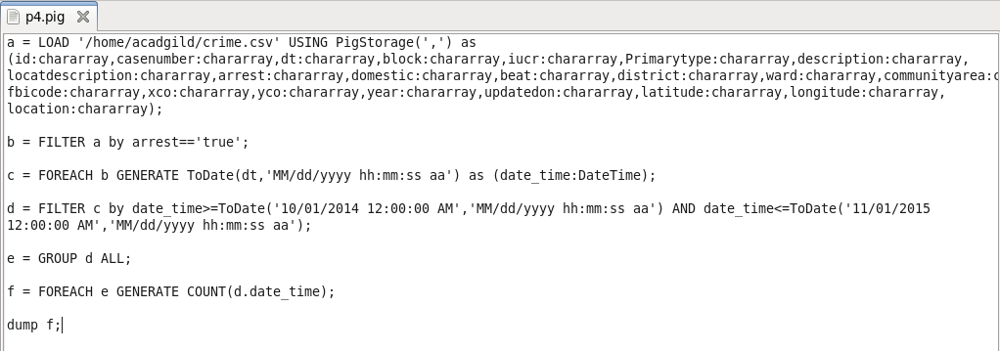 p4.pig
a = LOAD '/home/acadgild/crime.csv' USING PigStorage(',') as
(id:chararray,casenumber:chararray,dt:chararray,block:chararray,iucr:chararray,Primarytype:chararray,description:chararray,
locatdescription:chararray,arrest:chararray,domestic:chararray,beat:chararray,district:chararray,ward:chararray,communityarea:c
fbicode:chararray,xco:chararray,yco:chararray,year:chararray,updatedon:chararray,latitude:chararray,longitude:chararray,
location:chararray);
b = FILTER a by arrest=='true';
c = FOREACH b GENERATE ToDate(dt,'MM/dd/yyyy hh:mm:ss aa') as (date_time:DateTime);
d = FILTER c by date_time>=ToDate('10/01/2014 12:00:00 AM','MM/dd/yyyy hh:mm:ss aa') AND date_time<=ToDate('11/01/2015
12:00:00 AM','MM/dd/yyyy hh:mm:ss aa');
e = GROUP d ALL;
f = FOREACH e GENERATE COUNT(d.date_time);
dump f;